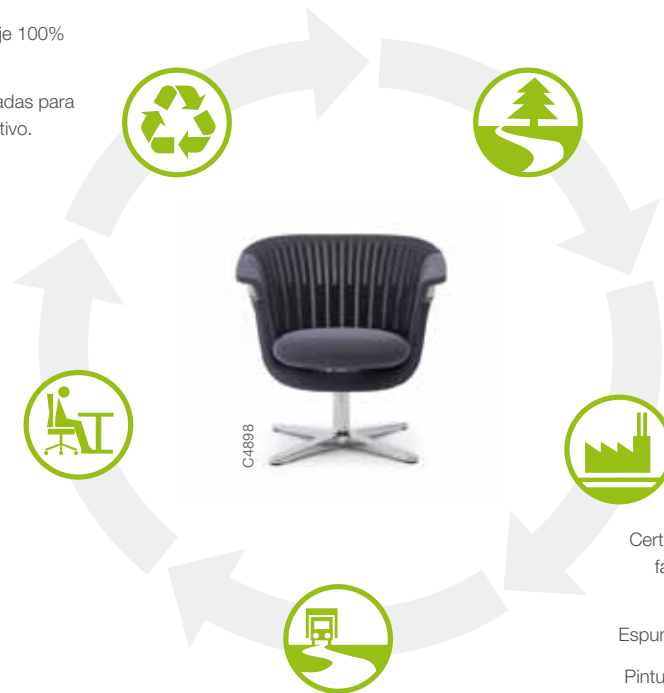 je 100%
adas para
tivo.
C4898
Cert
fa
Espur
Pintu